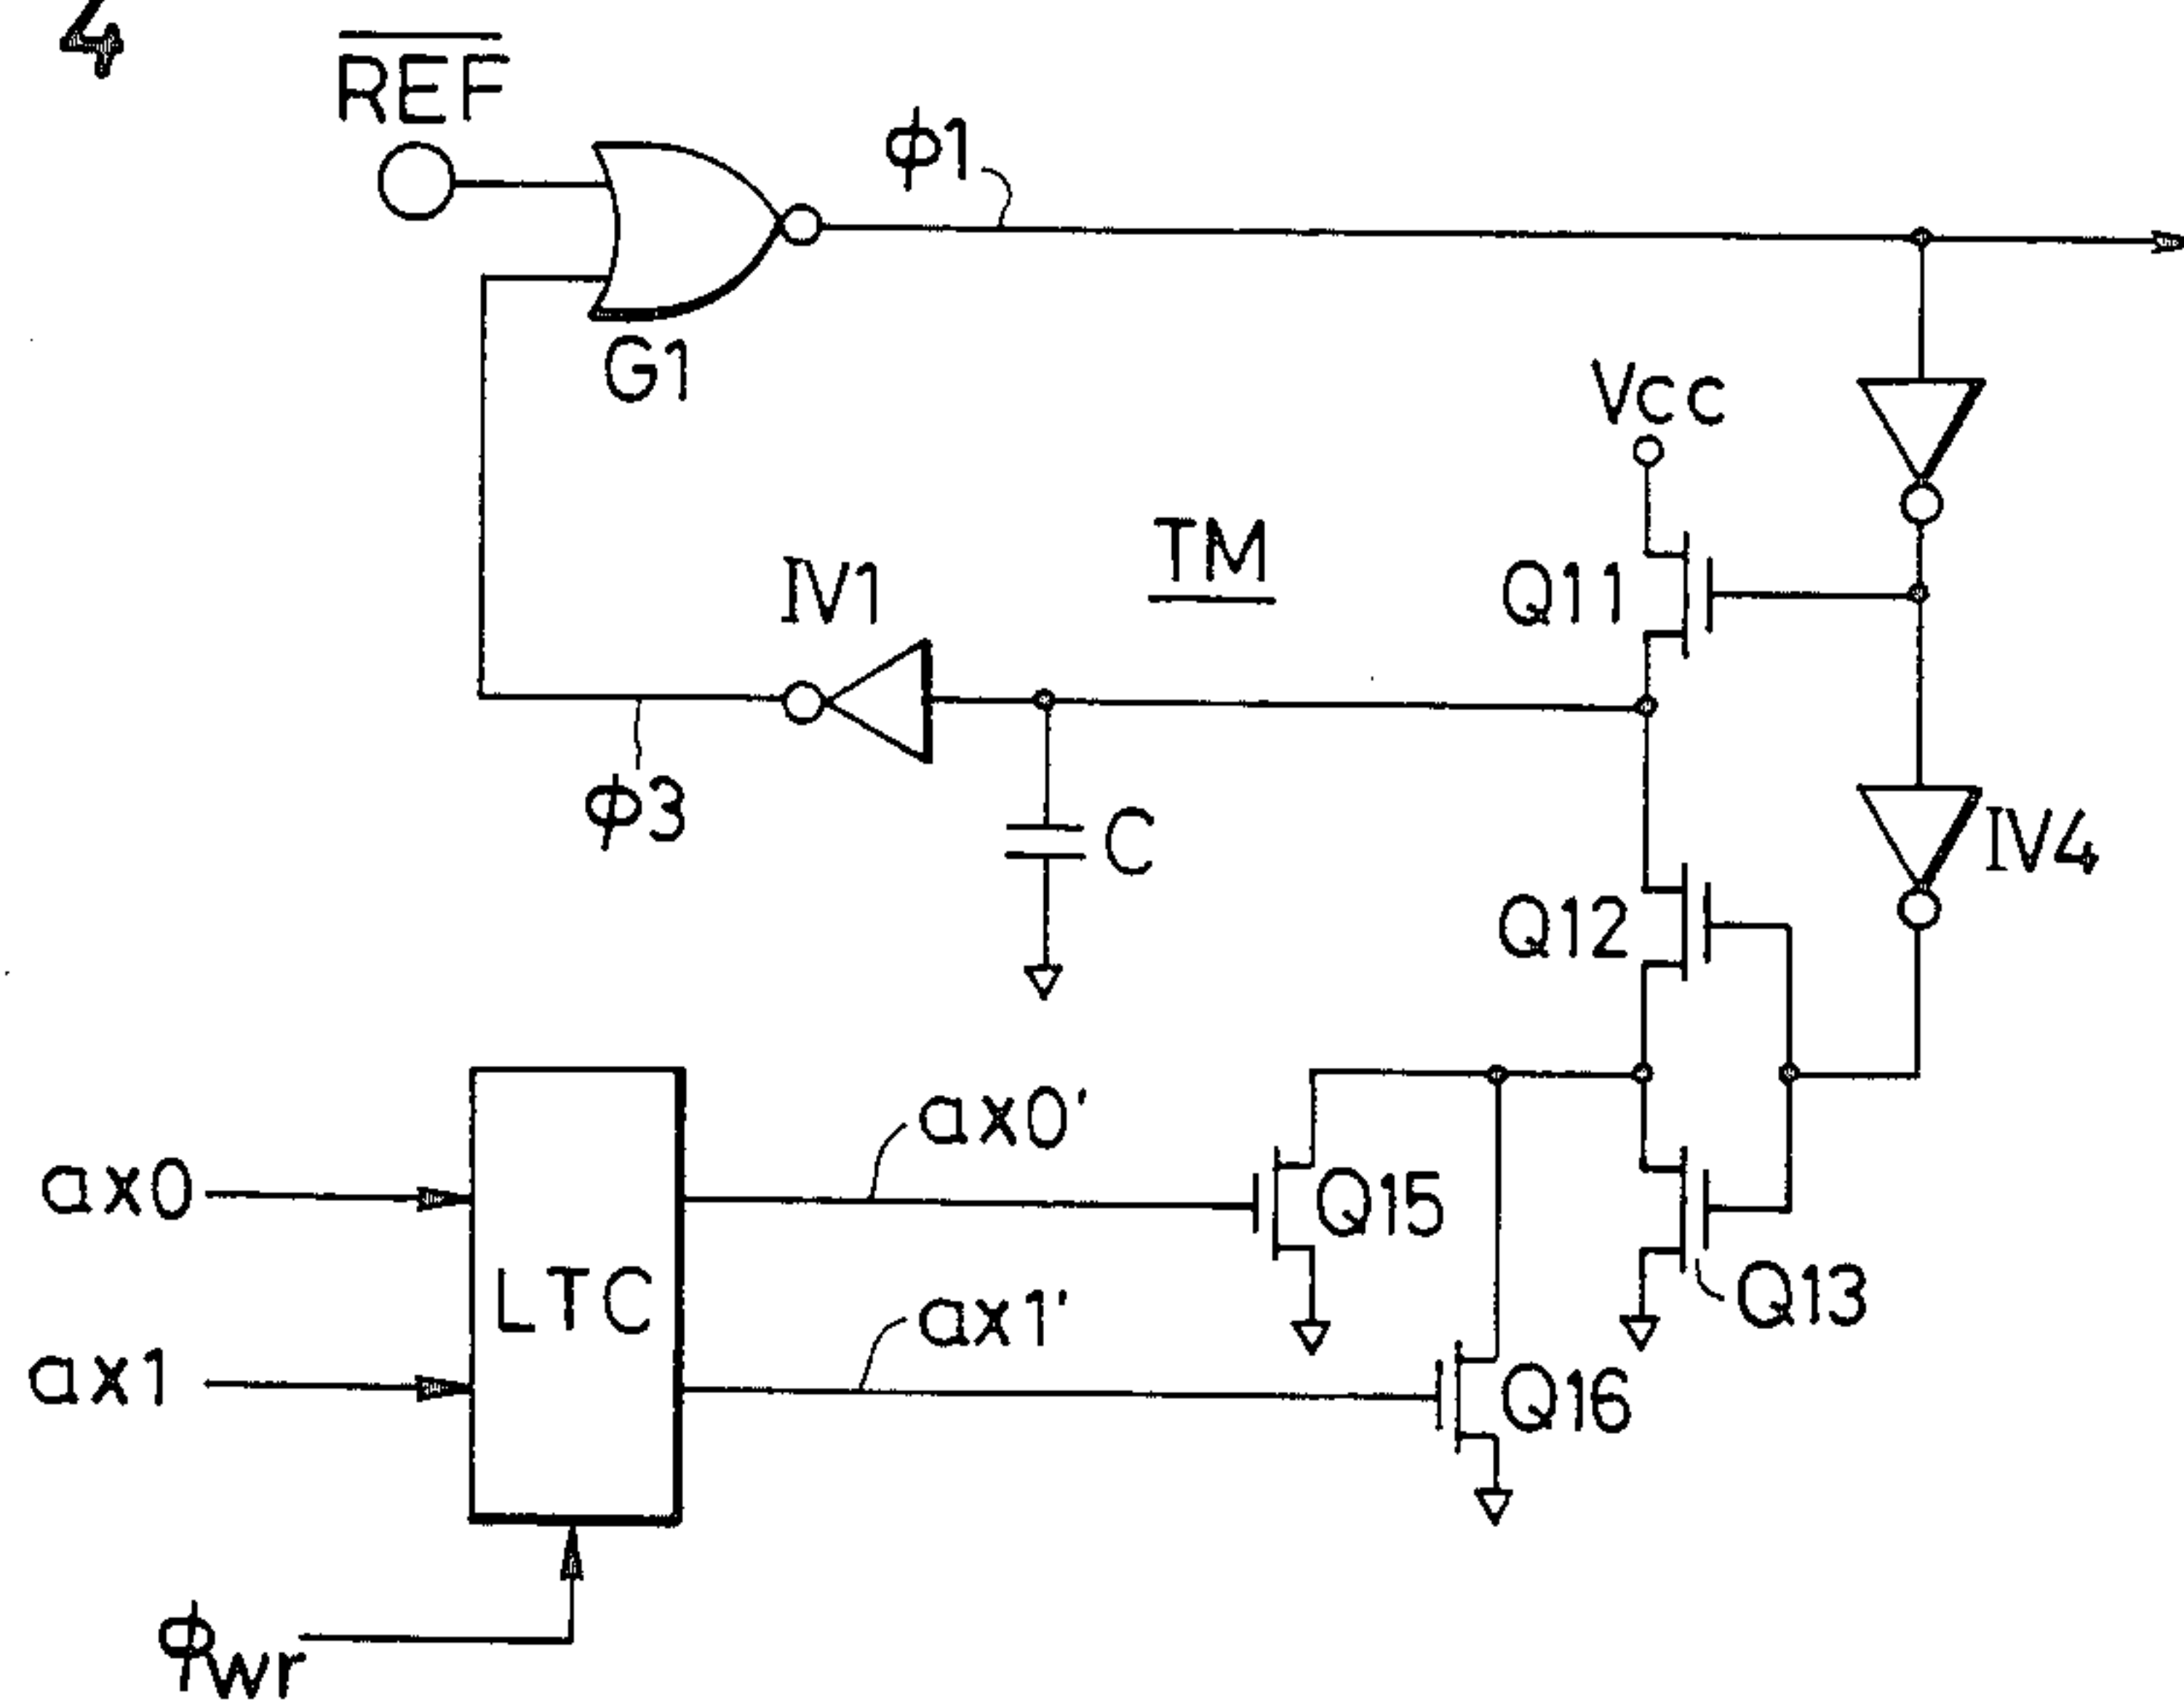 4
REF
φ1
G1
Vcc
TM
Q11
IV1
φ3
C
IV4
Q12
ax0'
ax0
Q15
LTC
Q13
ax1'
ax1
Q16
φwr